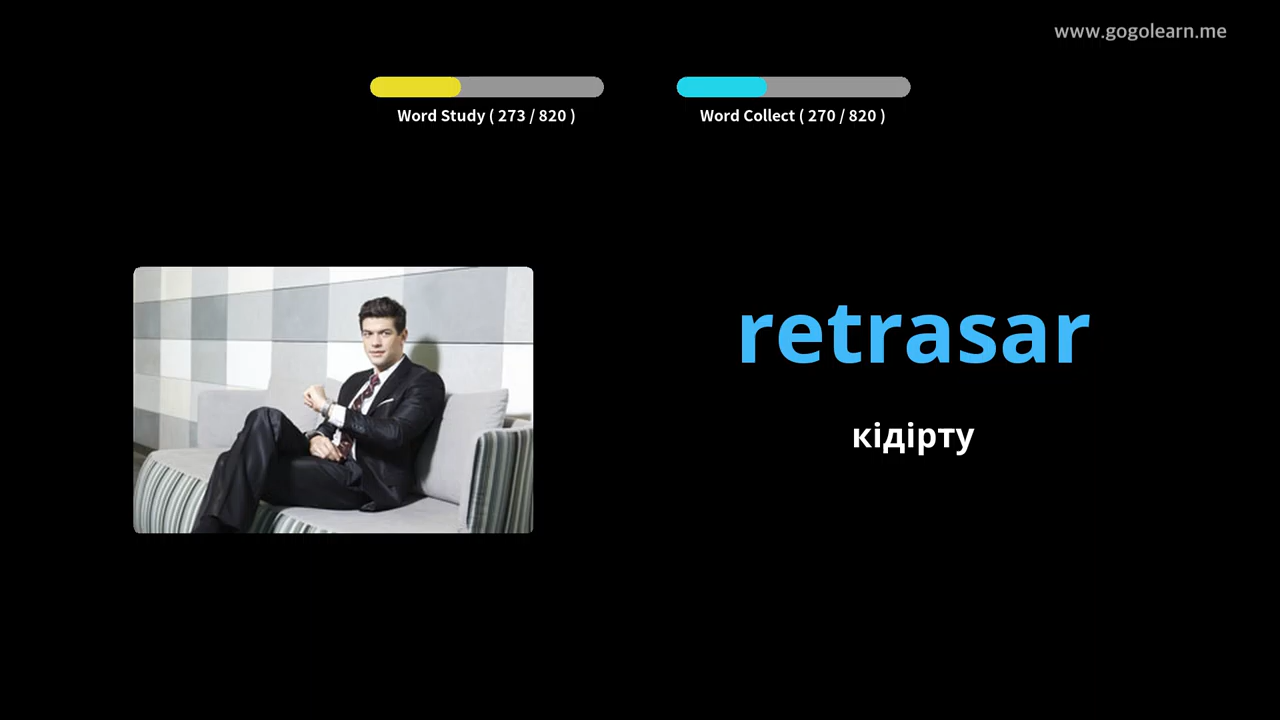 www.gogolearn.me
Word Study ( 273 / 820 )
Word Collect ( 270 / 820 )
retrasar
кідірту